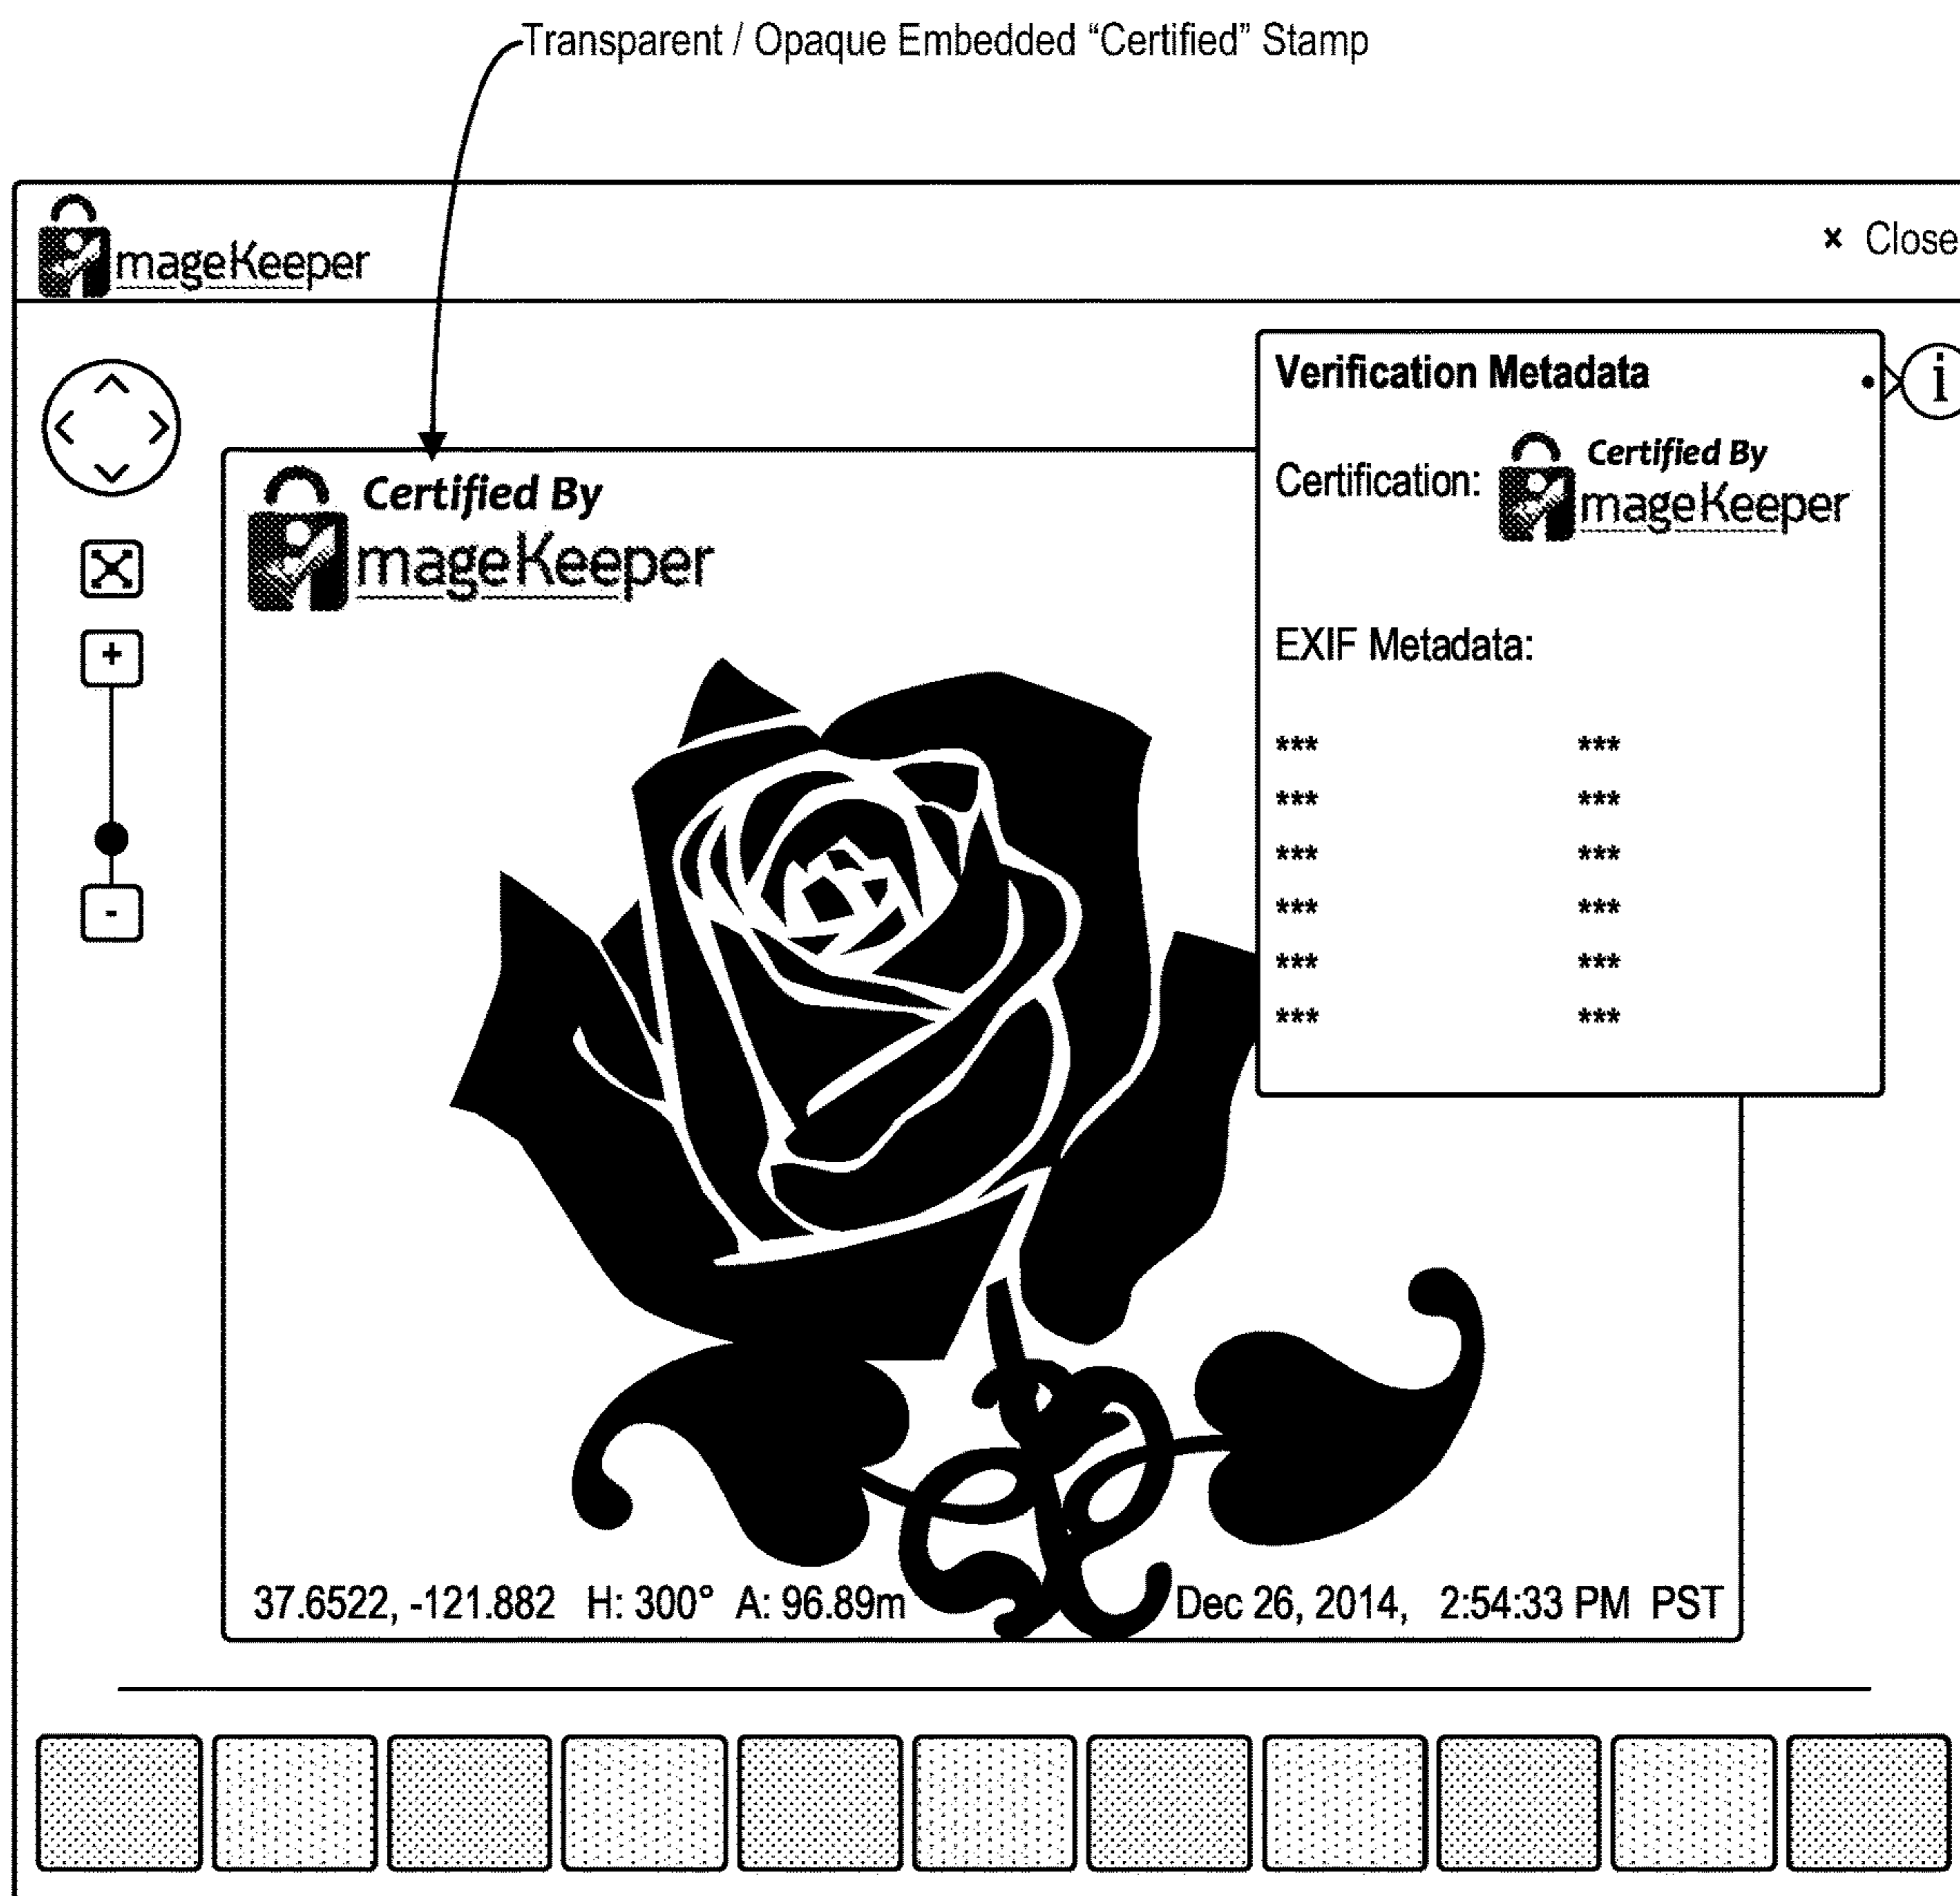 Transparent / Opaque Embedded “Certified” Stamp
mageKeeper
× Close
Verification Metadata
i
Certification:
Certified By
mageKeeper
Certified By
mageKeeper
EXIF Metadata:
*** ***
*** ***
*** ***
*** ***
*** ***
*** ***
+
-
37.6522, -121.882 H: 300° A: 96.89m
Dec 26, 2014, 2:54:33 PM PST